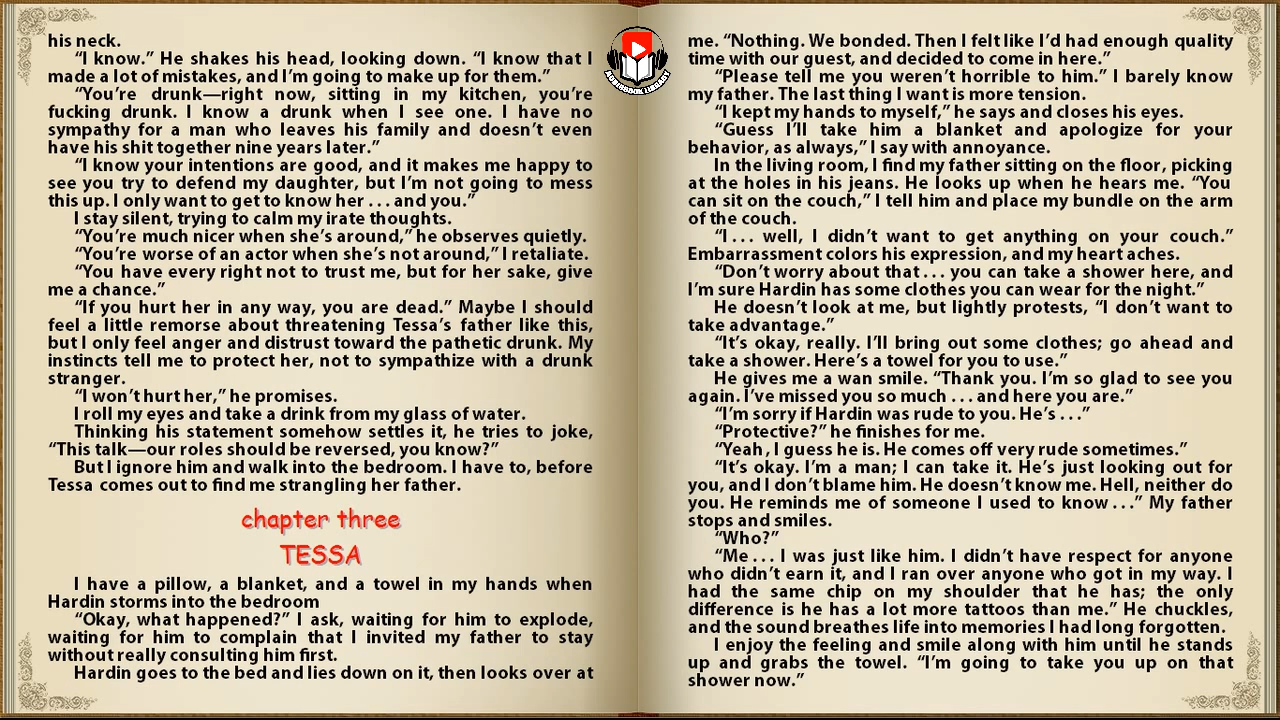 his neck.
“I know.” He shakes his head, looking down. “I know that I
made a lot of mistakes, and I’m going to make up for them.”
“You’re drunk—right now, sitting in my kitchen, you’re
fucking drunk. I know a drunk when I see one. I have no
sympathy for a man who leaves his family and doesn’t even
have his shit together nine years later.”
“I know your intentions are good, and it makes me happy to
see you try to defend my daughter, but I’m not going to mess
this up. I only want to get to know her . . . and you.”
I stay silent, trying to calm my irate thoughts.
“You’re much nicer when she’s around,” he observes quietly.
“You’re worse of an actor when she’s not around,” I retaliate.
“You have every right not to trust me, but for her sake, give
me a chance.”
“If you hurt her in any way, you are dead.” Maybe I should
feel a little remorse about threatening Tessa’s father like this,
but I only feel anger and distrust toward the pathetic drunk. My
instincts tell me to protect her, not to sympathize with a drunk
stranger.
“I won’t hurt her,” he promises.
I roll my eyes and take a drink from my glass of water.
Thinking his statement somehow settles it, he tries to joke,
“This talk—our roles should be reversed, you know?”
But I ignore him and walk into the bedroom. I have to, before
Tessa comes out to find me strangling her father.
chapter three
TESSA
I have a pillow, a blanket, and a towel in my hands when
Hardin storms into the bedroom
“Okay, what happened?” I ask, waiting for him to explode,
waiting for him to complain that I invited my father to stay
without really consulting him first.
Hardin goes to the bed and lies down on it, then looks over at
AUDIOBOOK LIBRARY
me. “Nothing. We bonded. Then I felt like I’d had enough quality
time with our guest, and decided to come in here.”
“Please tell me you weren’t horrible to him.” I barely know
my father. The last thing I want is more tension.
“I kept my hands to myself,” he says and closes his eyes.
“Guess I’ll take him a blanket and apologize for your
behavior, as always,” I say with annoyance.
In the living room, I find my father sitting on the floor, picking
at the holes in his jeans. He looks up when he hears me. “You
can sit on the couch,” I tell him and place my bundle on the arm
of the couch.
“I . . . well, I didn’t want to get anything on your couch.”
Embarrassment colors his expression, and my heart aches.
“Don’t worry about that . . . you can take a shower here, and
I’m sure Hardin has some clothes you can wear for the night.”
He doesn’t look at me, but lightly protests, “I don’t want to
take advantage.”
“It’s okay, really. I’ll bring out some clothes; go ahead and
take a shower. Here’s a towel for you to use.”
He gives me a wan smile. “Thank you. I’m so glad to see you
again. I’ve missed you so much . . . and here you are.”
“I’m sorry if Hardin was rude to you. He’s . . .”
“Protective?” he finishes for me.
“Yeah, I guess he is. He comes off very rude sometimes.”
“It’s okay. I’m a man; I can take it. He’s just looking out for
you, and I don’t blame him. He doesn’t know me. Hell, neither do
you. He reminds me of someone I used to know . . .” My father
stops and smiles.
“Who?”
“Me . . . I was just like him. I didn’t have respect for anyone
who didn’t earn it, and I ran over anyone who got in my way. I
had the same chip on my shoulder that he has; the only
difference is he has a lot more tattoos than me.” He chuckles,
and the sound breathes life into memories I had long forgotten.
I enjoy the feeling and smile along with him until he stands
up and grabs the towel. “I’m going to take you up on that
shower now.”